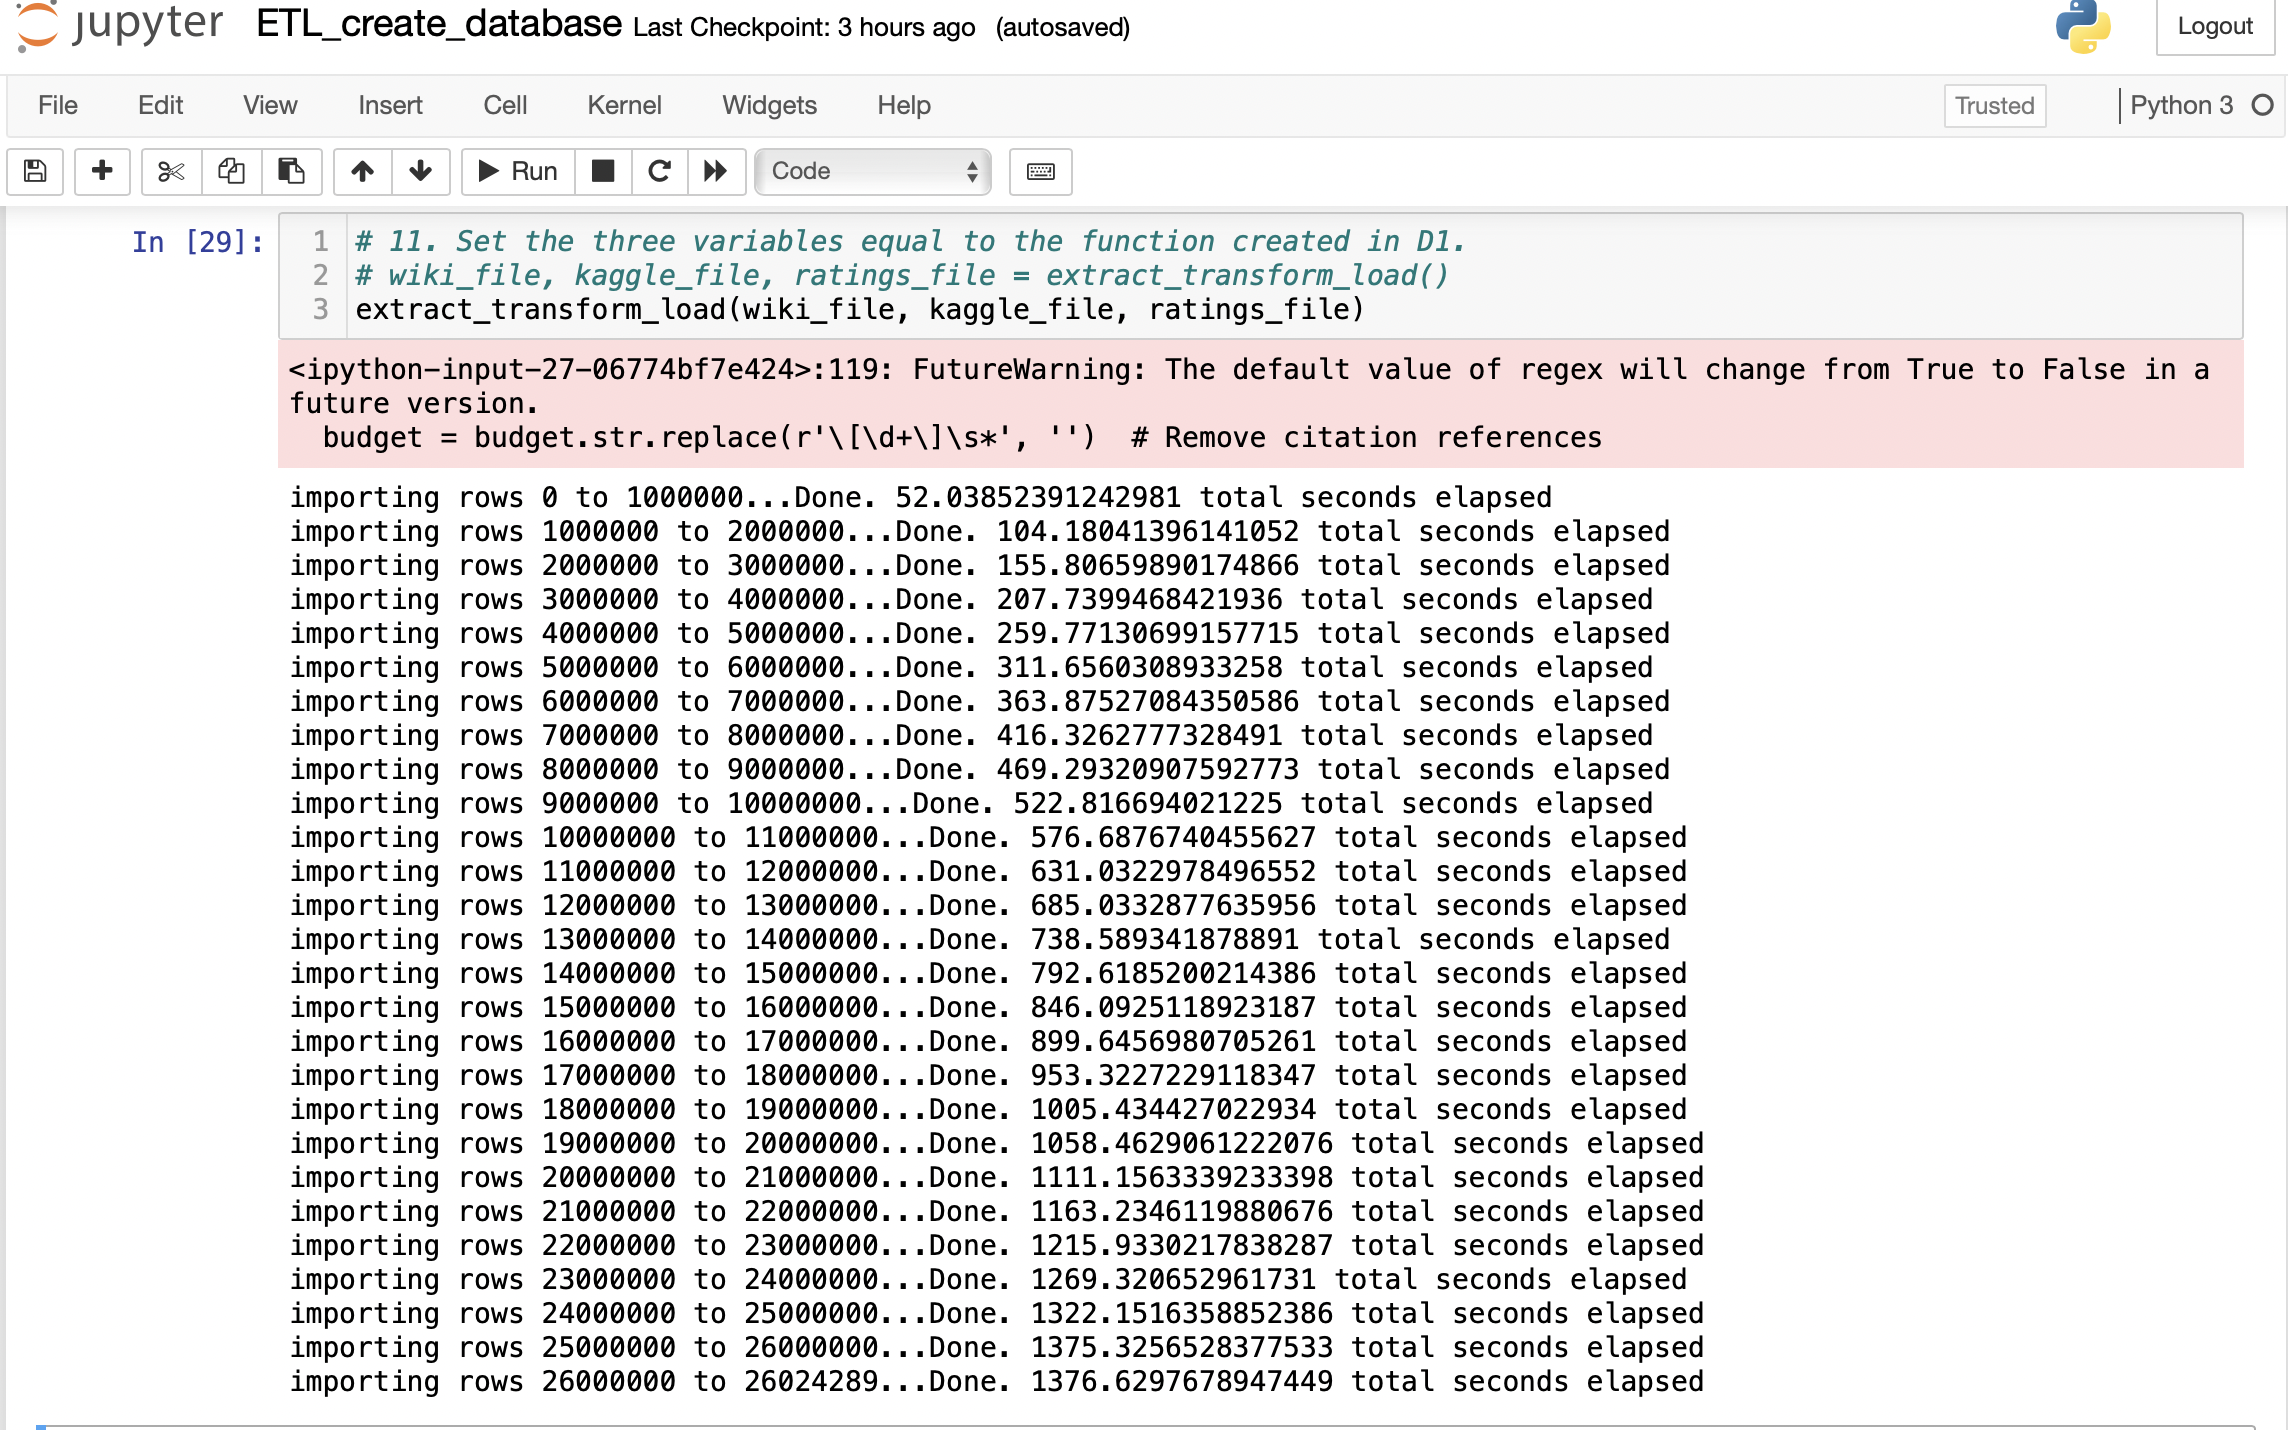 jupyter ETL_create_database Last Checkpoint: 3 hours ago (autosaved)
Logout
File Edit View Insert Cell Kernel Widgets Help
Trusted
Python 3
Run
Code
In [29]:
1 # 11. Set the three variables equal to the function created in D1.
2 # wiki_file, kaggle_file, ratings_file = extract_transform_load()
3 extract_transform_load(wiki_file, kaggle_file, ratings_file)
<ipython-input-27-06774bf7e424>:119: FutureWarning: The default value of regex will change from True to False in a
future version.
  budget = budget.str.replace(r'\[\d+\]\s*', '')  # Remove citation references
importing rows 0 to 1000000...Done. 52.03852391242981 total seconds elapsed
importing rows 1000000 to 2000000...Done. 104.18041396141052 total seconds elapsed
importing rows 2000000 to 3000000...Done. 155.80659890174866 total seconds elapsed
importing rows 3000000 to 4000000...Done. 207.7399468421936 total seconds elapsed
importing rows 4000000 to 5000000...Done. 259.77130699157715 total seconds elapsed
importing rows 5000000 to 6000000...Done. 311.6560308933258 total seconds elapsed
importing rows 6000000 to 7000000...Done. 363.87527084350586 total seconds elapsed
importing rows 7000000 to 8000000...Done. 416.3262777328491 total seconds elapsed
importing rows 8000000 to 9000000...Done. 469.29320907592773 total seconds elapsed
importing rows 9000000 to 10000000...Done. 522.816694021225 total seconds elapsed
importing rows 10000000 to 11000000...Done. 576.6876740455627 total seconds elapsed
importing rows 11000000 to 12000000...Done. 631.0322978496552 total seconds elapsed
importing rows 12000000 to 13000000...Done. 685.0332877635956 total seconds elapsed
importing rows 13000000 to 14000000...Done. 738.589341878891 total seconds elapsed
importing rows 14000000 to 15000000...Done. 792.6185200214386 total seconds elapsed
importing rows 15000000 to 16000000...Done. 846.0925118923187 total seconds elapsed
importing rows 16000000 to 17000000...Done. 899.6456980705261 total seconds elapsed
importing rows 17000000 to 18000000...Done. 953.3227229118347 total seconds elapsed
importing rows 18000000 to 19000000...Done. 1005.434427022934 total seconds elapsed
importing rows 19000000 to 20000000...Done. 1058.4629061222076 total seconds elapsed
importing rows 20000000 to 21000000...Done. 1111.1563339233398 total seconds elapsed
importing rows 21000000 to 22000000...Done. 1163.2346119880676 total seconds elapsed
importing rows 22000000 to 23000000...Done. 1215.9330217838287 total seconds elapsed
importing rows 23000000 to 24000000...Done. 1269.320652961731 total seconds elapsed
importing rows 24000000 to 25000000...Done. 1322.1516358852386 total seconds elapsed
importing rows 25000000 to 26000000...Done. 1375.3256528377533 total seconds elapsed
importing rows 26000000 to 26024289...Done. 1376.6297678947449 total seconds elapsed